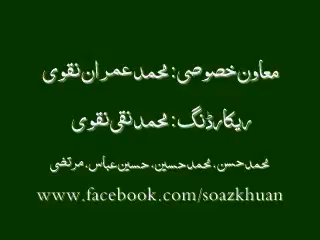 معاون خصوصی: محمد عمران نقوی
ریکارڈنگ: محمد نقی نقوی
محمد حسن، محمد حسین، حسین عباس، مرتضی
www.facebook.com/soazkhuan